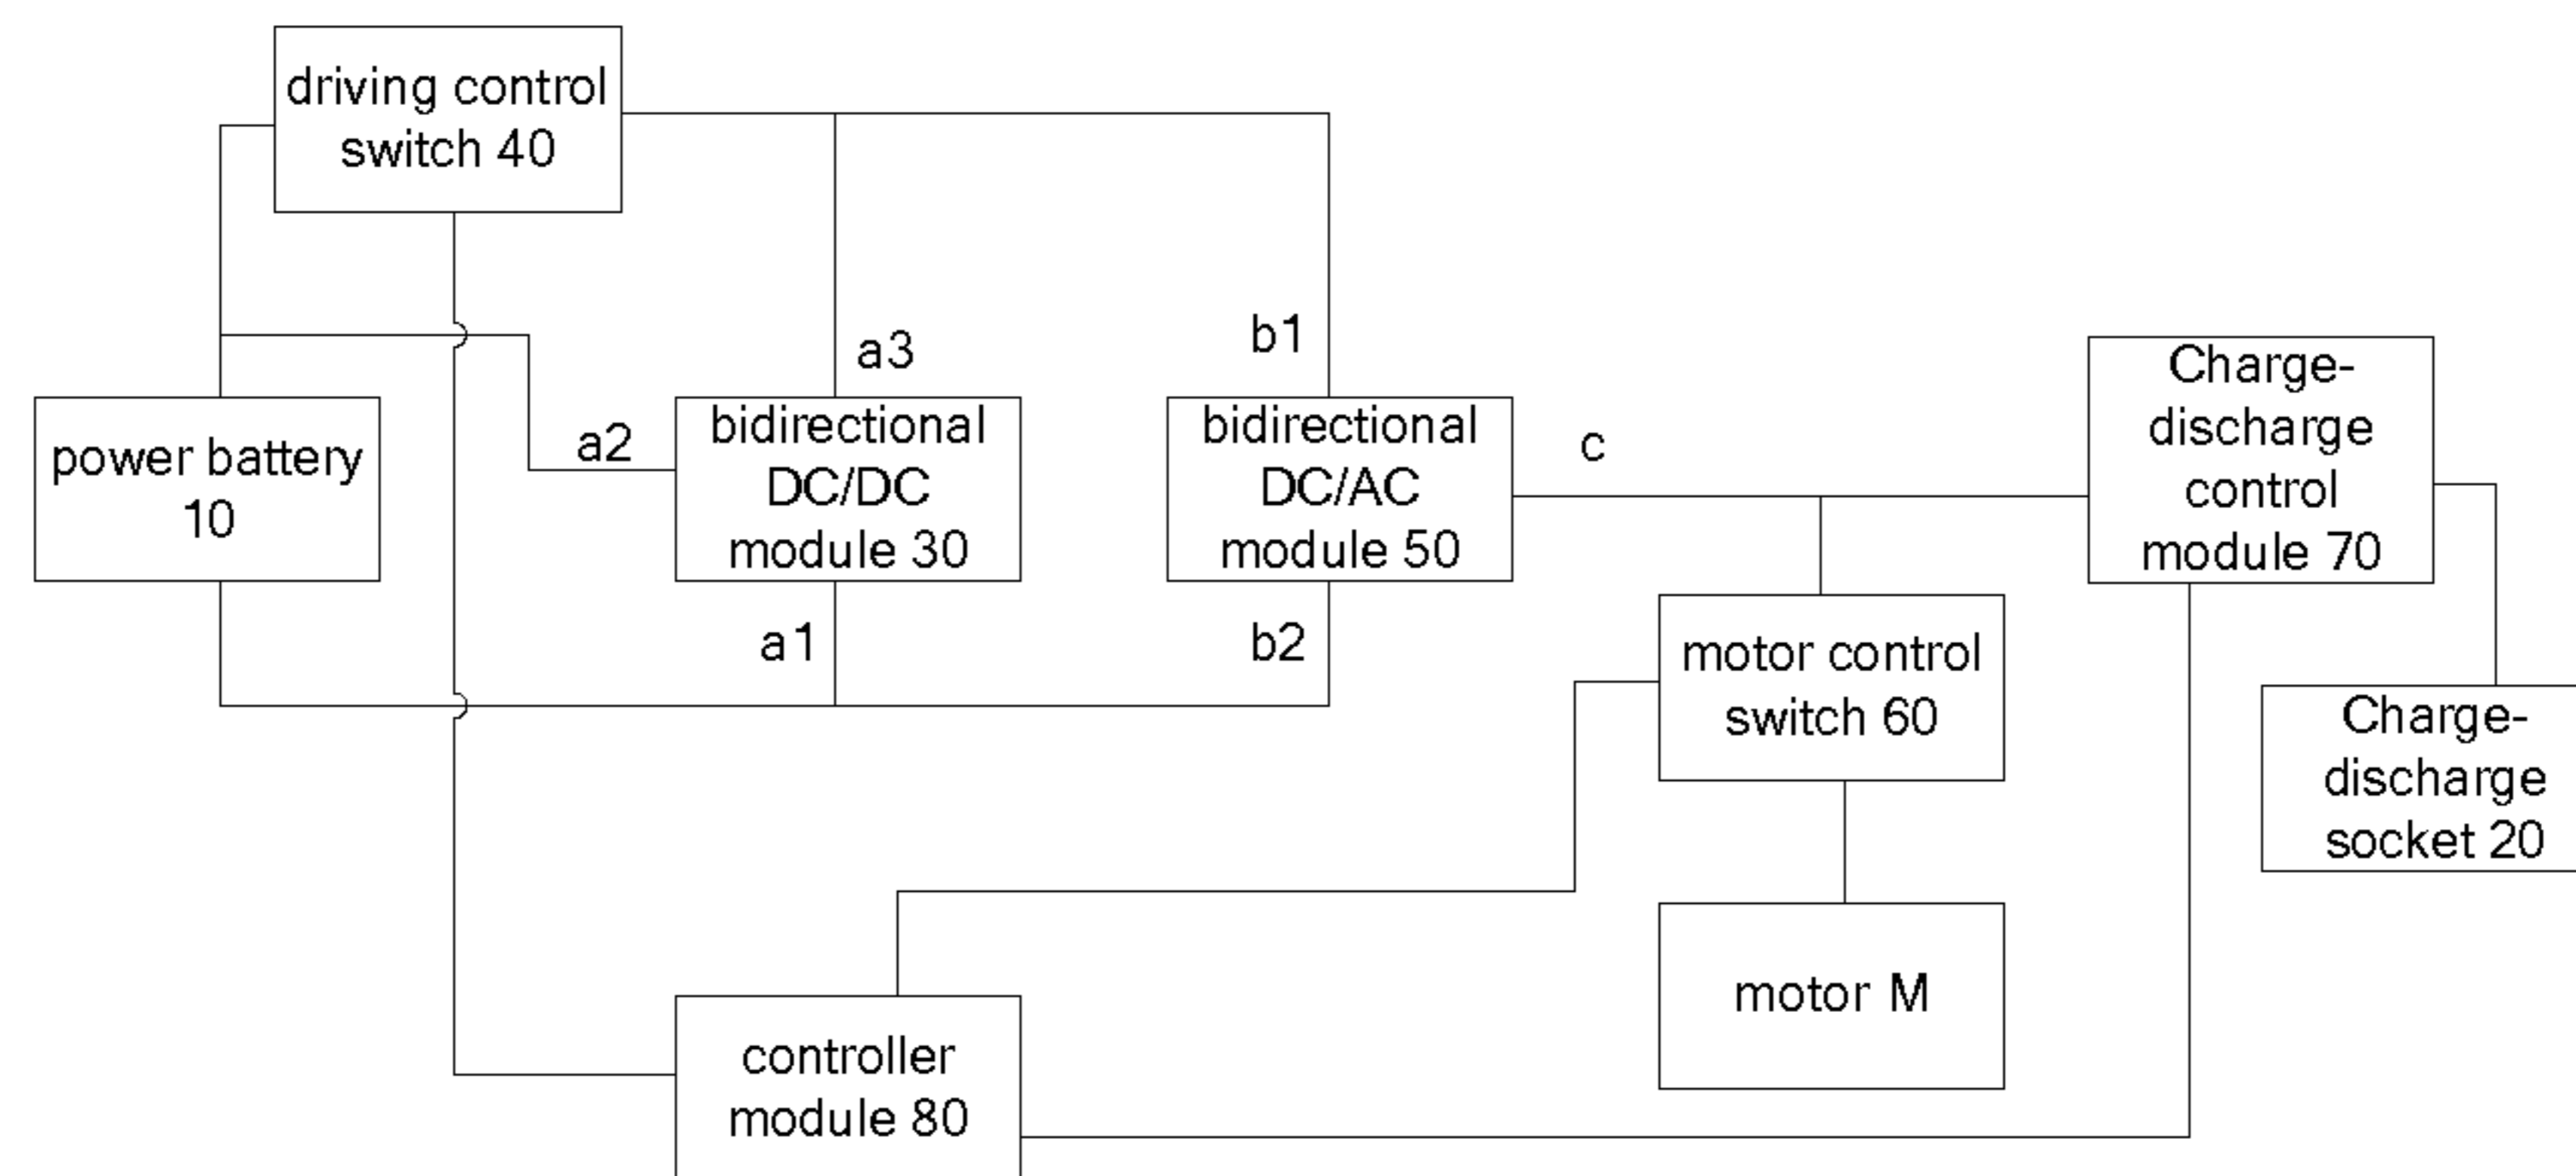 driving control
switch 40
a3
b1
a2
c
power battery
10
bidirectional
DC/DC
module 30
bidirectional
DC/AC
module 50
Charge-
discharge
control
module 70
a1
b2
motor control
switch 60
Charge-
discharge
socket 20
motor M
controller
module 80